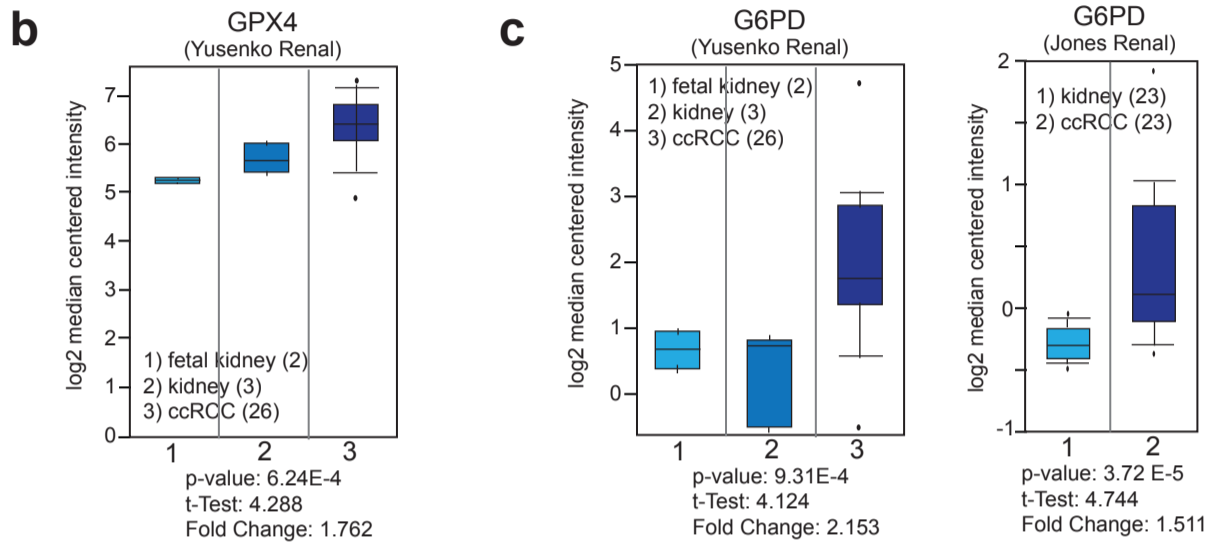 b
GPX4
(Yusenko Renal)
log2 median centered intensity
7
6
5
4
3
2
1
0
1) fetal kidney (2)
2) kidney (3)
3) ccRCC (26)
1 2 3
p-value: 6.24E-4
t-Test: 4.288
Fold Change: 1.762
c
G6PD
(Yusenko Renal)
log2 median centered intensity
5
4
3
2
1
0
1) fetal kidney (2)
2) kidney (3)
3) ccRCC (26)
1 2 3
p-value: 9.31E-4
t-Test: 4.124
Fold Change: 2.153
G6PD
(Jones Renal)
log2 median centered intensity
2
1
0
-1
1) kidney (23)
2) ccRCC (23)
1 2
p-value: 3.72 E-5
t-Test: 4.744
Fold Change: 1.511